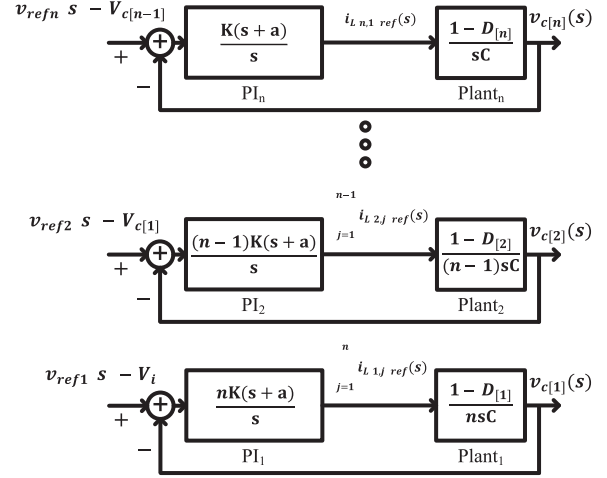 v_refn s − V_c[n−1]
+
−
+
K(s + a)
s
PI_n
i_L n,1 ref(s)
1 − D_[n]
sC
Plant_n
v_c[n](s)
v_ref2 s − V_c[1]
+
−
+
(n − 1)K(s + a)
s
PI_2
n−1
j=1
i_L 2,j ref(s)
1 − D_[2]
(n − 1)sC
Plant_2
v_c[2](s)
v_ref1 s − V_i
+
−
+
nK(s + a)
s
PI_1
n
j=1
i_L 1,j ref(s)
1 − D_[1]
nsC
Plant_1
v_c[1](s)